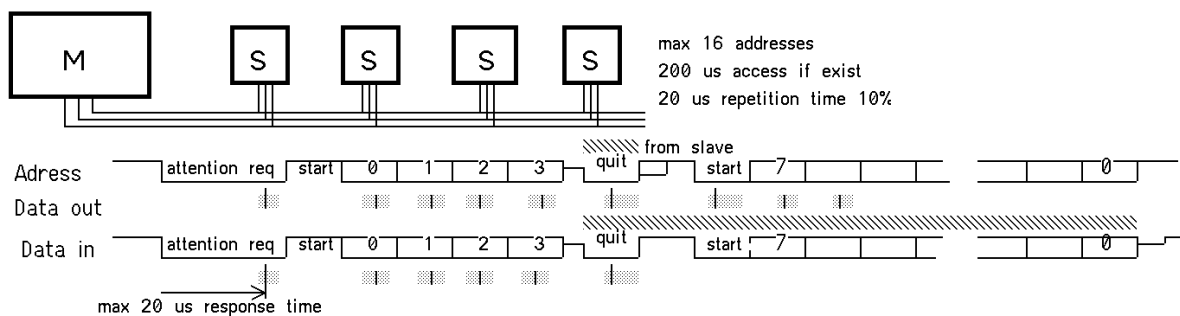 M S S S S
max 16 addresses
200 us access if exist
20 us repetition time 10%
from slave
Adress attention req start 0 1 2 3 quit start 7 0
Data out
Data in attention req start 0 1 2 3 quit start 7 0
max 20 us response time